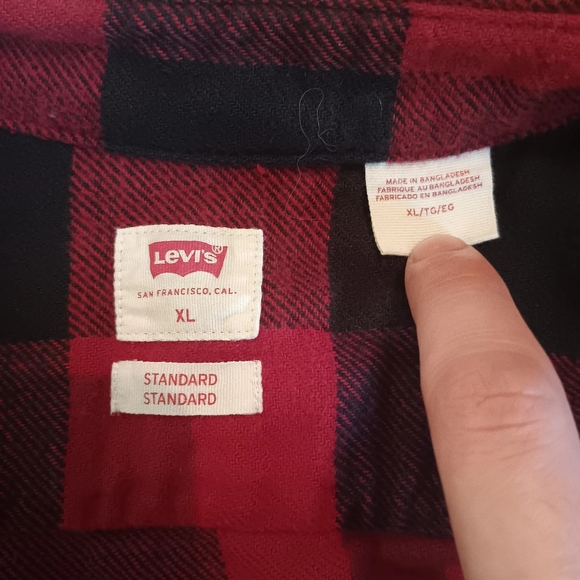 MADE IN BANGLADESH
FABRIQUE AU BANGLADESH
FABRICADO EN BANGLADESH
XL/TG/EG
LEVI'S®
SAN FRANCISCO, CAL.
XL
STANDARD
STANDARD